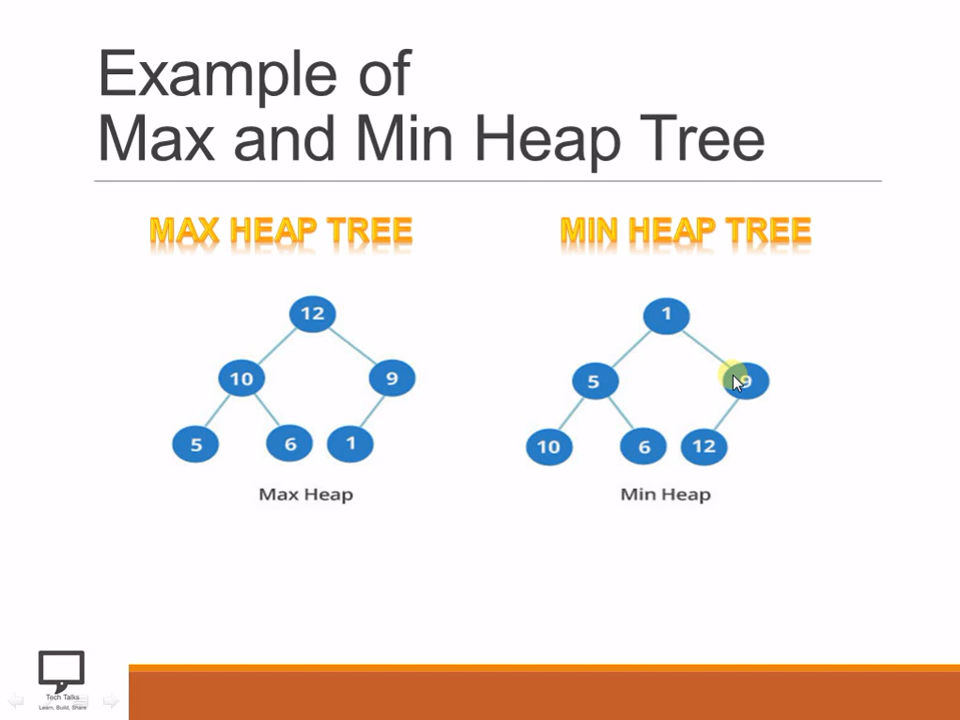 Example of
Max and Min Heap Tree
MAX HEAP TREE
MIN HEAP TREE
12
10
9
5
6
1
Max Heap
1
5
9
10
6
12
Min Heap
Tech Talks
Learn, Build, Share